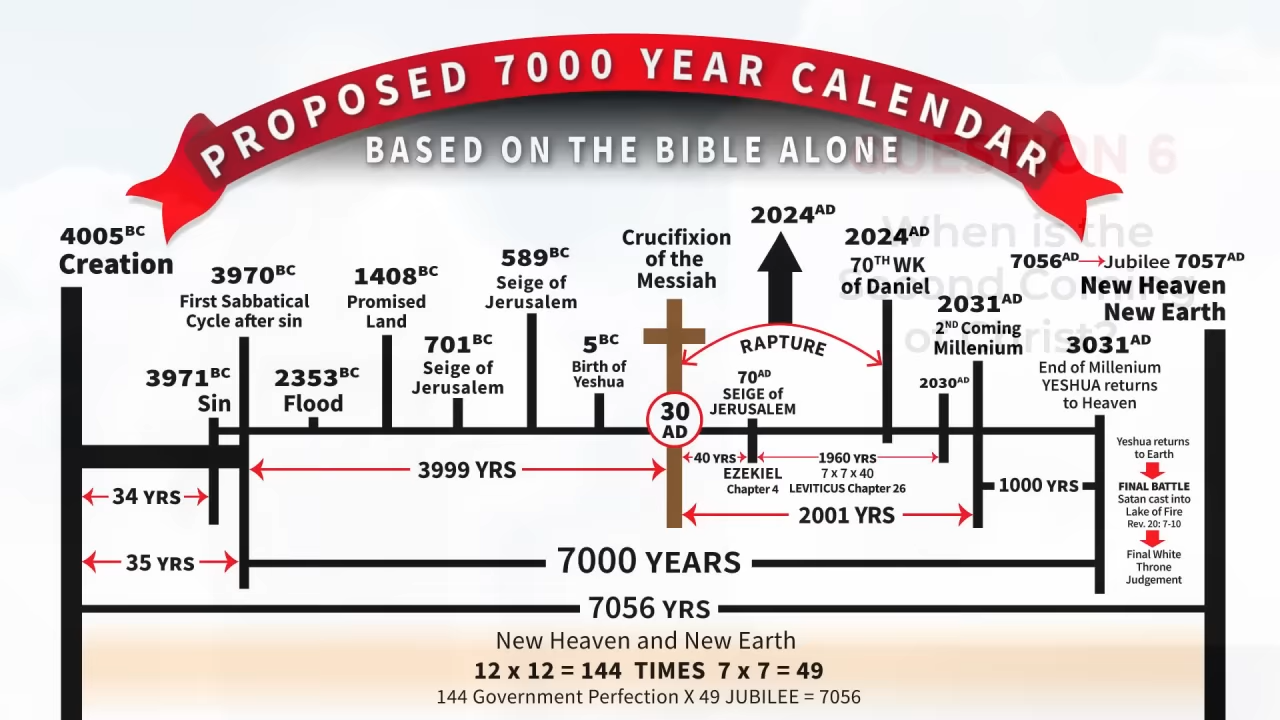 PROPOSED 7000 YEAR CALENDAR
BASED ON THE BIBLE ALONE
QUESTION 6
When is the
Second Coming
of Christ?
4005BC
Creation
3971BC
Sin
3970BC
First Sabbatical
Cycle after sin
2353BC
Flood
1408BC
Promised
Land
701BC
Seige of
Jerusalem
589BC
Seige of
Jerusalem
5BC
Birth of
Yeshua
Crucifixion
of the
Messiah
30
AD
2024AD
RAPTURE
70AD
SEIGE of
JERUSALEM
2024AD
70TH WK
of Daniel
2030AD
2031AD
2ND Coming
Millenium
3031AD
End of Millenium
YESHUA returns
to Heaven
7056AD Jubilee 7057AD
New Heaven
New Earth
34 YRS
35 YRS
3999 YRS
40 YRS
EZEKIEL
Chapter 4
1960 YRS
7 x 7 x 40
LEVITICUS Chapter 26
2001 YRS
1000 YRS
Yeshua returns
to Earth
FINAL BATTLE
Satan cast into
Lake of Fire
Rev. 20: 7-10
Final White
Throne
Judgement
7000 YEARS
7056 YRS
New Heaven and New Earth
12 x 12 = 144 TIMES 7 x 7 = 49
144 Government Perfection X 49 JUBILEE = 7056